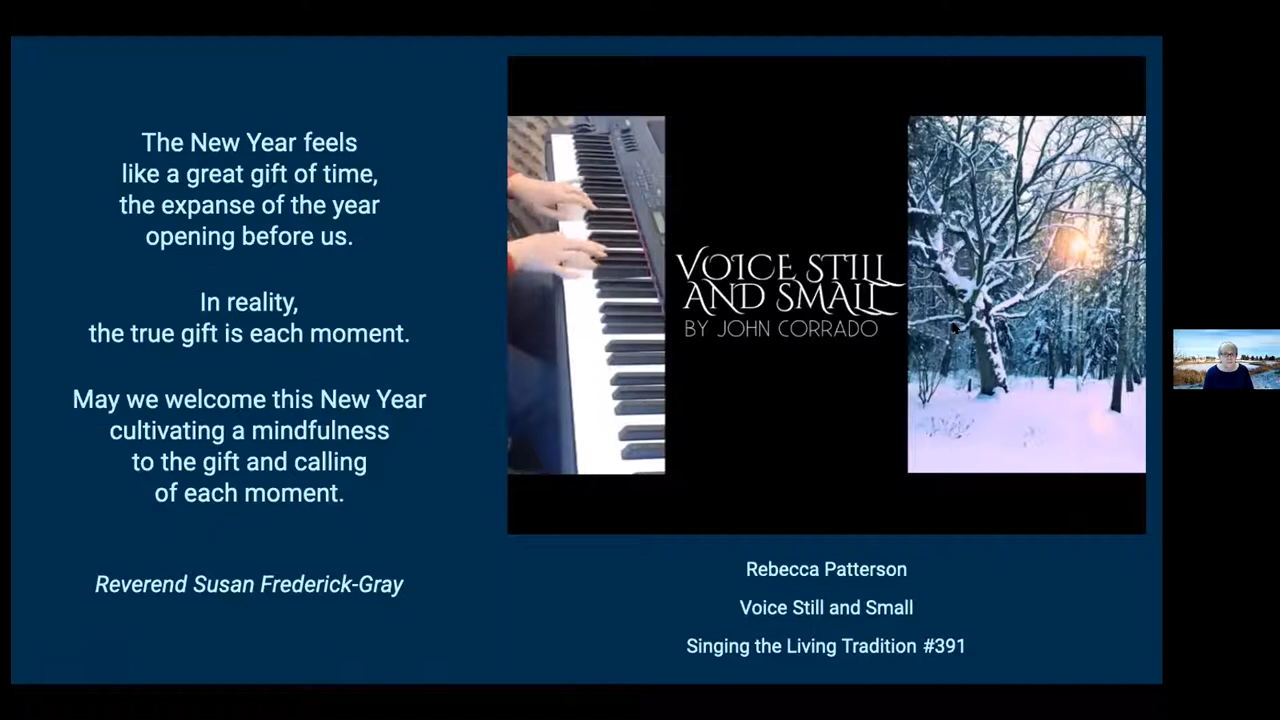 The New Year feels
like a great gift of time,
the expanse of the year
opening before us.
In reality,
the true gift is each moment.
May we welcome this New Year
cultivating a mindfulness
to the gift and calling
of each moment.
Reverend Susan Frederick-Gray
VOICE STILL
AND SMALL
BY JOHN CORRADO
Rebecca Patterson
Voice Still and Small
Singing the Living Tradition #391